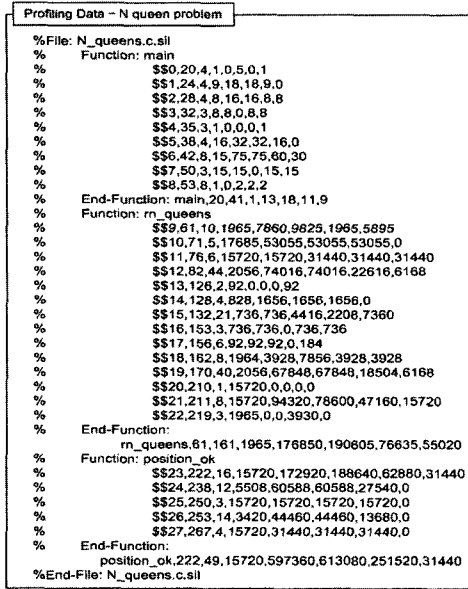 Profiling Data – N queen problem
%File: N_queens.c.sil
% Function: main
% $$0,20,4,1,0,5,0,1
% $$1,24,4,9,18,18,9,0
% $$2,28,4,8,16,16,8,8
% $$3,32,3,8,8,0,8,8
% $$4,35,3,1,0,0,0,1
% $$5,38,4,16,32,32,16,0
% $$6,42,8,15,75,75,60,30
% $$7,50,3,15,15,0,15,15
% $$8,53,8,1,0,2,2,2
% End-Function: main,20,41,1,13,18,11,9
% Function: rn_queens
% $$9,61,10,1965,7860,9825,1965,5895
% $$10,71,5,17685,53055,53055,53055,0
% $$11,76,6,15720,15720,31440,31440,31440
% $$12,82,44,2056,74016,74016,22616,6168
% $$13,126,2,92,0,0,0,92
% $$14,128,4,828,1656,1656,1656,0
% $$15,132,21,736,736,4416,2208,7360
% $$16,153,3,736,736,0,736,736
% $$17,156,6,92,92,92,0,184
% $$18,162,8,1964,3928,7856,3928,3928
% $$19,170,40,2056,67848,67848,18504,6168
% $$20,210,1,15720,0,0,0,0
% $$21,211,8,15720,94320,78600,47160,15720
% $$22,219,3,1965,0,0,3930,0
% End-Function:
rn_queens,61,161,1965,176850,190605,76635,55020
% Function: position_ok
% $$23,222,16,15720,172920,188640,62880,31440
% $$24,238,12,5508,60588,60588,27540,0
% $$25,250,3,15720,15720,15720,15720,0
% $$26,253,14,3420,44460,44460,13680,0
% $$27,267,4,15720,31440,31440,31440,0
% End-Function:
position_ok,222,49,15720,597360,613080,251520,31440
%End-File: N_queens.c.sil